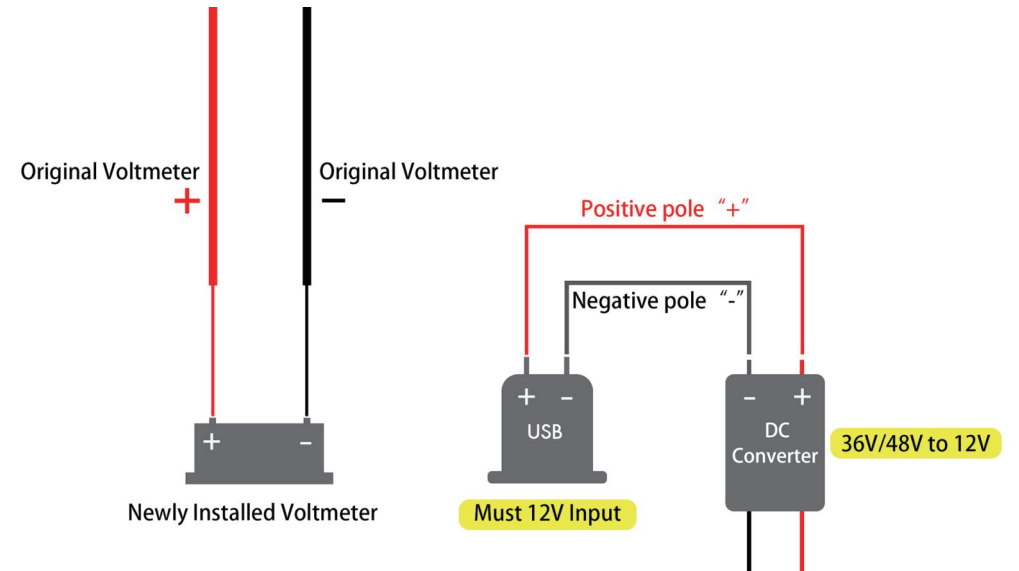 Original Voltmeter
+
Original Voltmeter
−
Positive pole “+”
Negative pole “-”
+ −
USB
− +
DC
Converter
36V/48V to 12V
+ −
Newly Installed Voltmeter
Must 12V Input